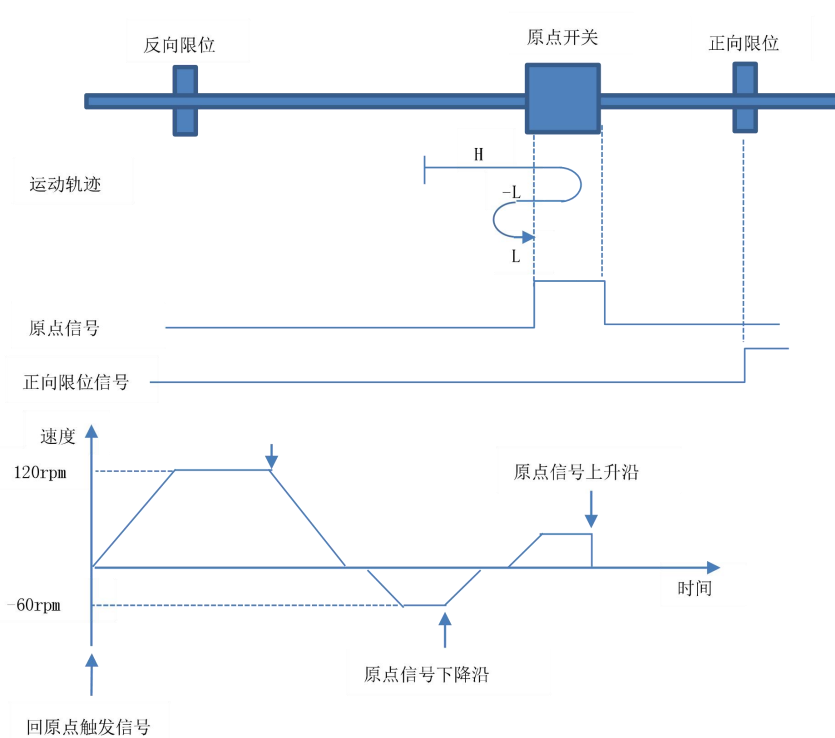 反向限位
原点开关
正向限位
H
运动轨迹
-L
L
原点信号
正向限位信号
速度
120rpm
原点信号上升沿
时间
-60rpm
原点信号下降沿
回原点触发信号